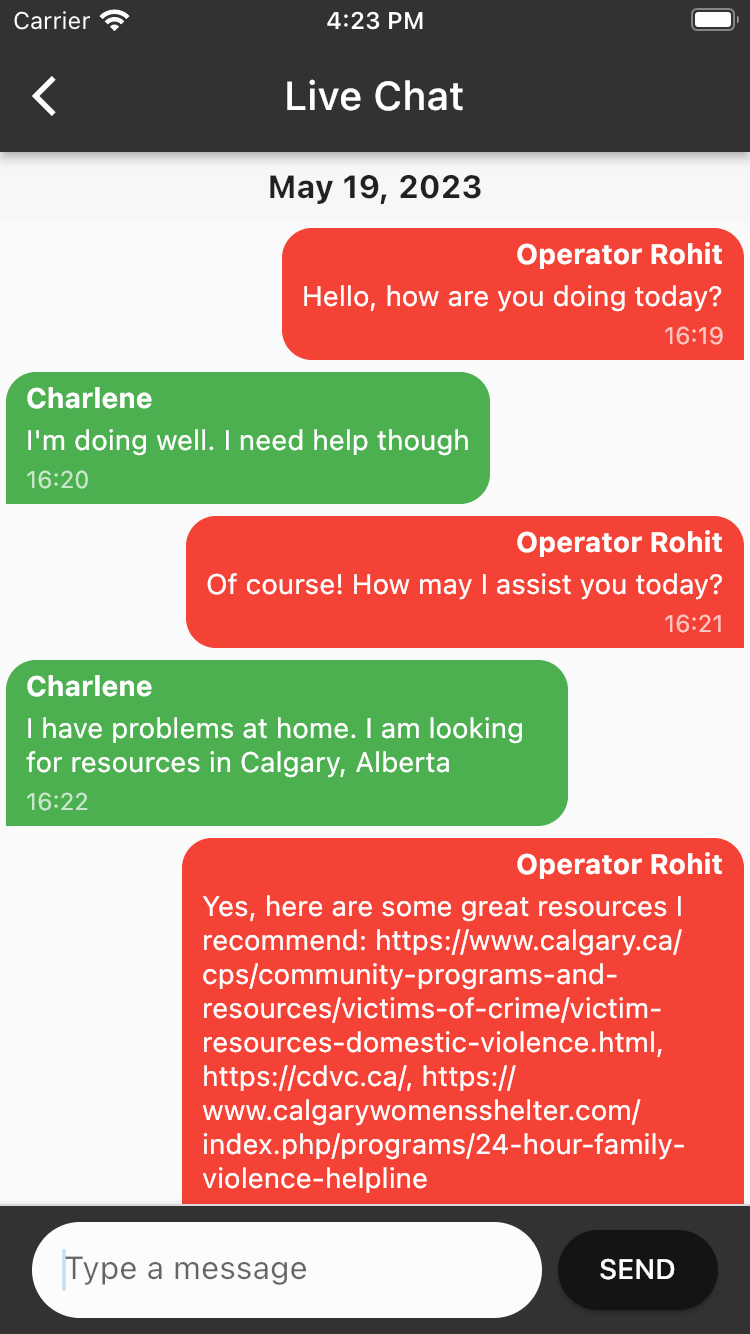 Carrier 4:23 PM
Live Chat
May 19, 2023
Operator Rohit
Hello, how are you doing today?
16:19
Charlene
I'm doing well. I need help though
16:20
Operator Rohit
Of course! How may I assist you today?
16:21
Charlene
I have problems at home. I am looking
for resources in Calgary, Alberta
16:22
Operator Rohit
Yes, here are some great resources I
recommend: https://www.calgary.ca/
cps/community-programs-and-
resources/victims-of-crime/victim-
resources-domestic-violence.html,
https://cdvc.ca/, https://
www.calgarywomensshelter.com/
index.php/programs/24-hour-family-
violence-helpline
Type a message SEND